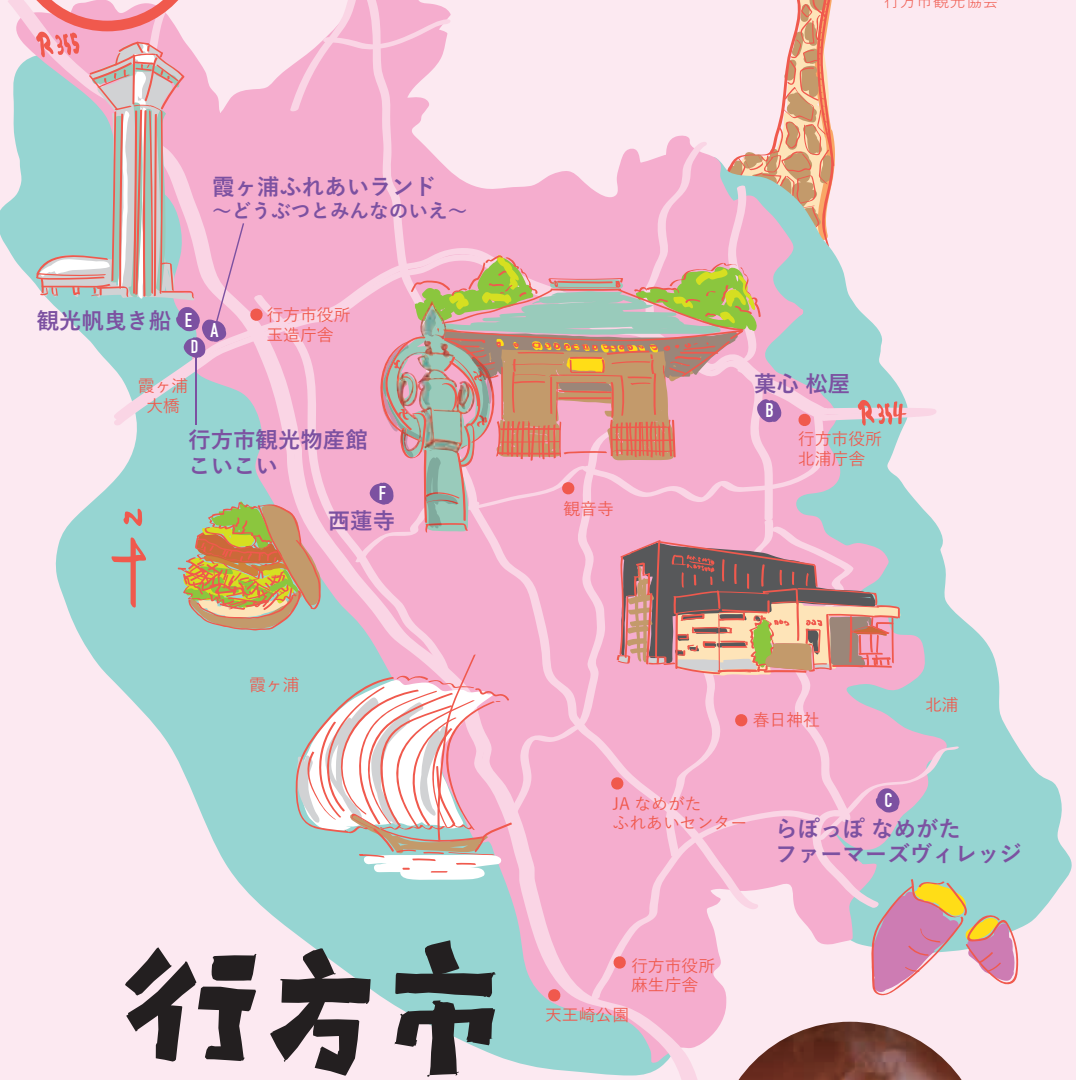 行方市観光協会
R 355
霞ヶ浦ふれあいランド
〜どうぶつとみんなのいえ〜
観光帆曳き船 E
A
D
行方市役所
玉造庁舎
霞ヶ浦
大橋
菓心 松屋
B
R 354
行方市役所
北浦庁舎
行方市観光物産館
こいこい
F
西蓮寺
観音寺
N
霞ヶ浦
北浦
春日神社
JA なめがた
ふれあいセンター
C
らぽっぽ なめがた
ファーマーズヴィレッジ
行方市役所
麻生庁舎
天王崎公園
行方市